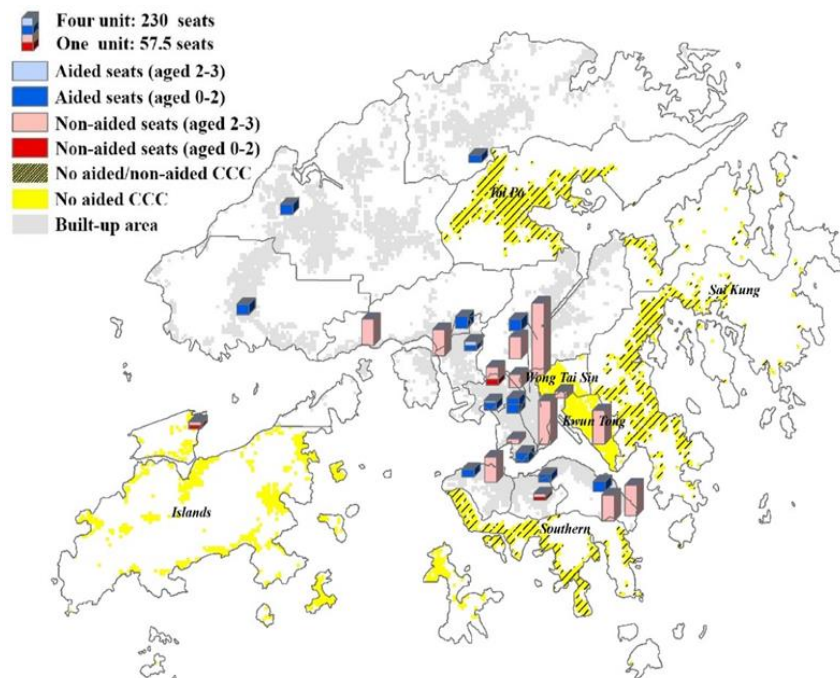 Four unit: 230 seats
One unit: 57.5 seats
Aided seats (aged 2-3)
Aided seats (aged 0-2)
Non-aided seats (aged 2-3)
Non-aided seats (aged 0-2)
No aided/non-aided CCC
No aided CCC
Built-up area
Tai Po
Sai Kung
Wong Tai Sin
Kwun Tong
Islands
Southern